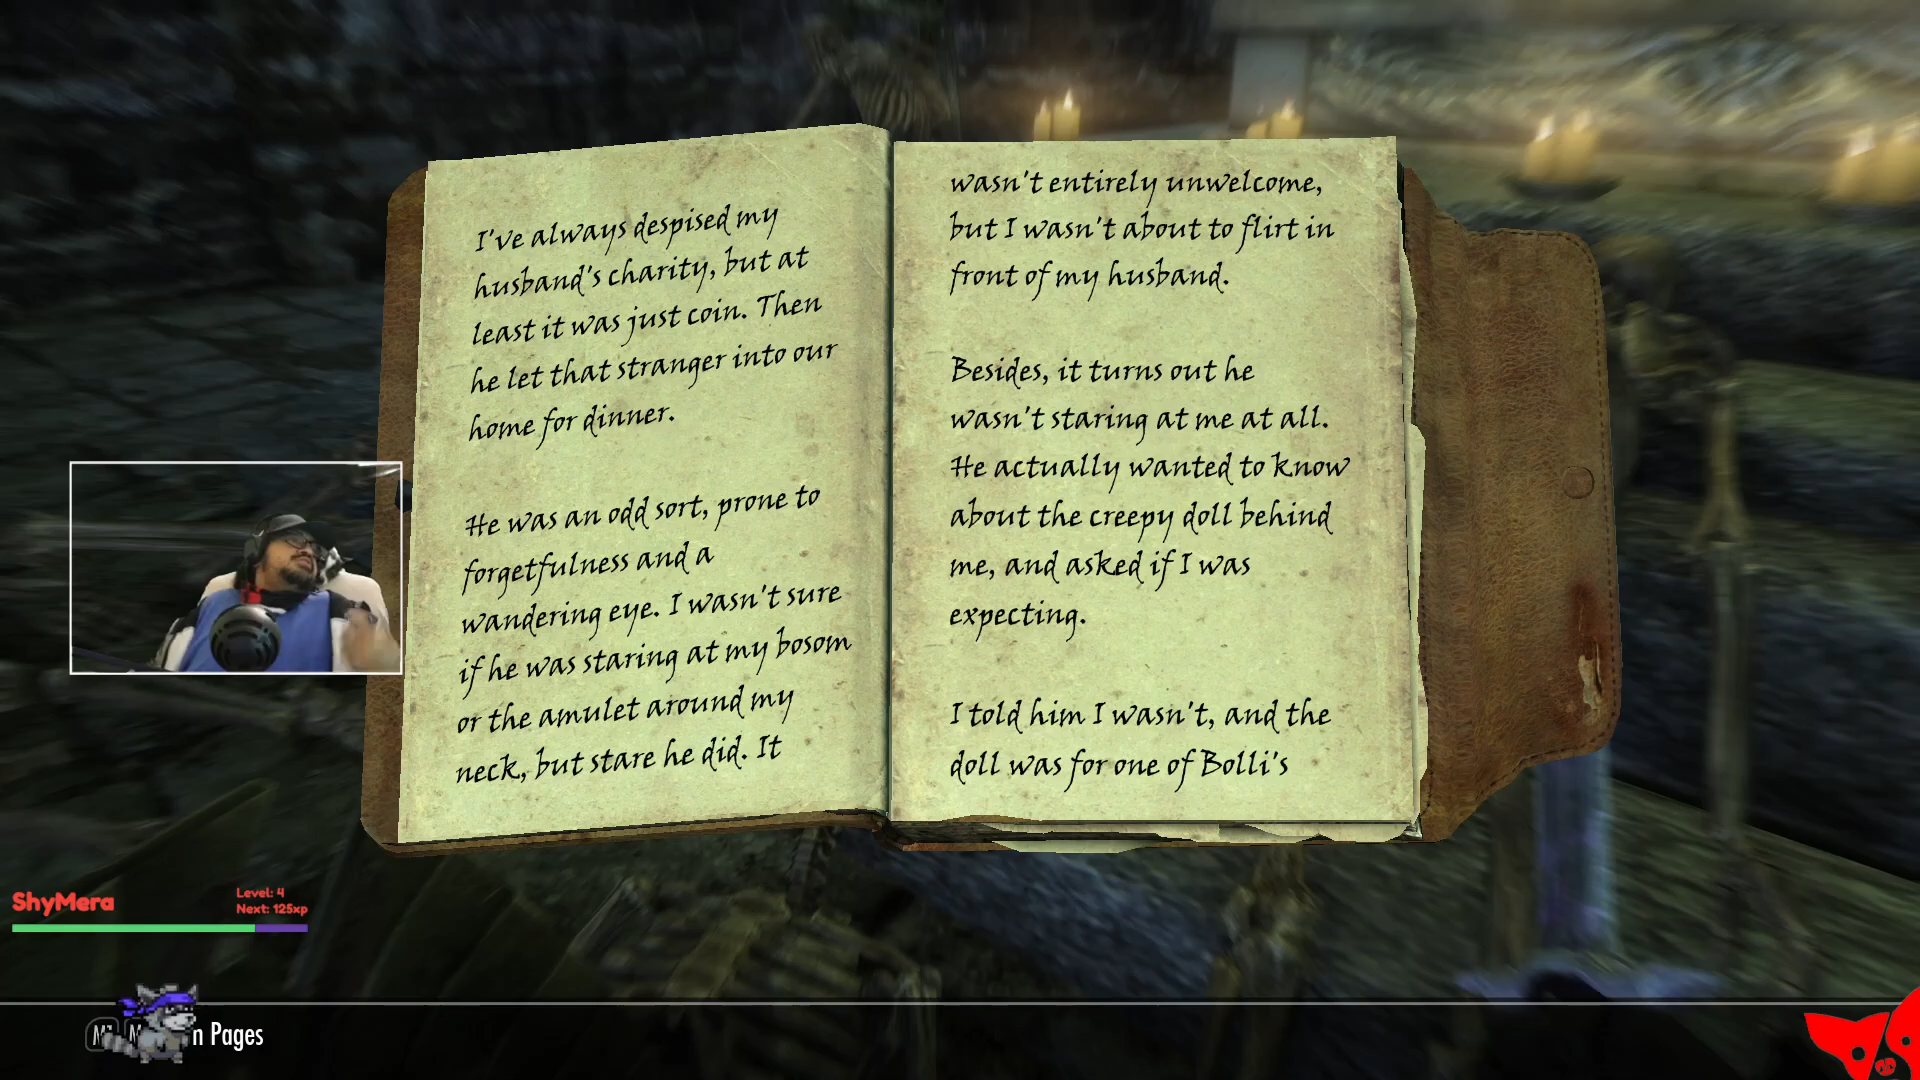 I've always despised my
husband's charity, but at
least it was just coin. Then
he let that stranger into our
home for dinner.
He was an odd sort, prone to
forgetfulness and a
wandering eye. I wasn't sure
if he was staring at my bosom
or the amulet around my
neck, but stare he did. It
wasn't entirely unwelcome,
but I wasn't about to flirt in
front of my husband.
Besides, it turns out he
wasn't staring at me at all.
He actually wanted to know
about the creepy doll behind
me, and asked if I was
expecting.
I told him I wasn't, and the
doll was for one of Bolli's
ShyMera
Level: 4
Next: 125xp
Pages